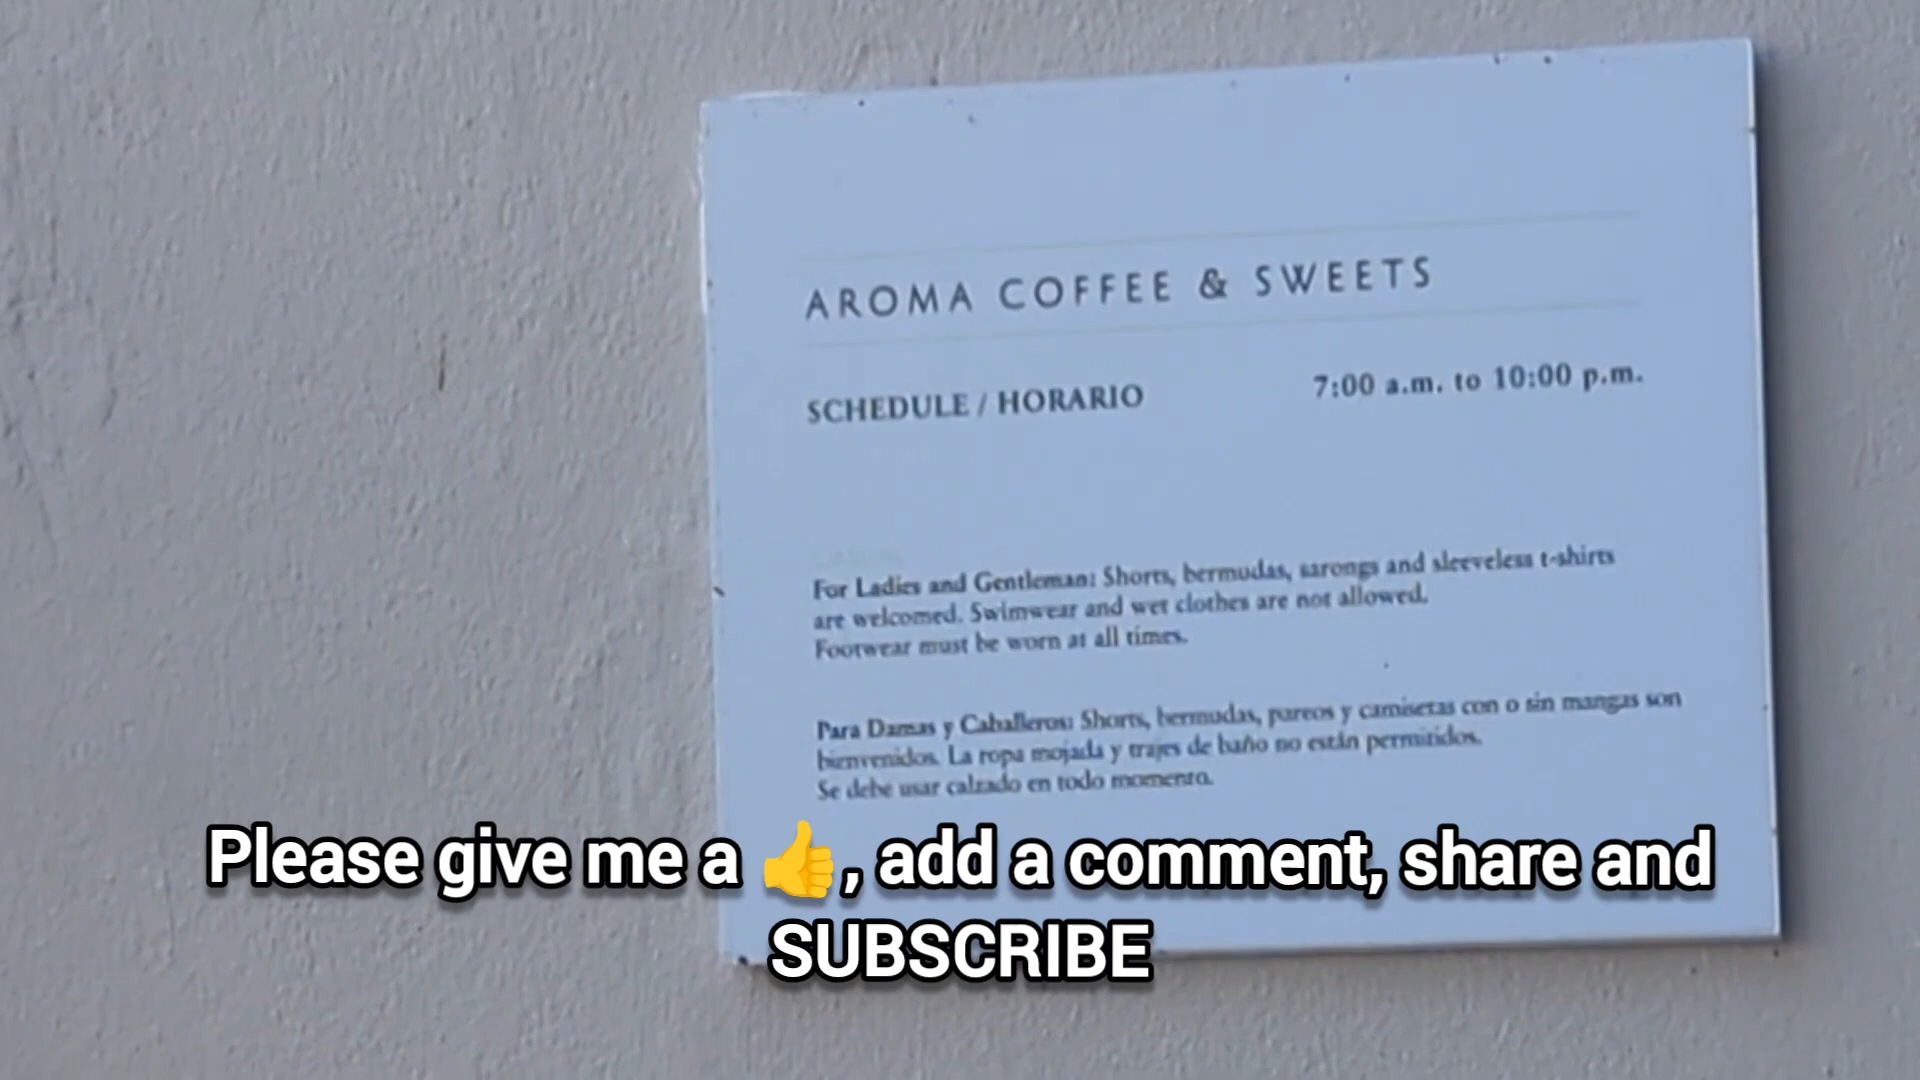 AROMA COFFEE & SWEETS
SCHEDULE / HORARIO 7:00 a.m. to 10:00 p.m.
For Ladies and Gentleman: Shorts, bermudas, sarongs and sleeveless t-shirts
are welcomed. Swimwear and wet clothes are not allowed.
Footwear must be worn at all times.
Para Damas y Caballeros: Shorts, bermudas, pareos y camisetas con o sin mangas son
bienvenidos. La ropa mojada y trajes de baño no están permitidos.
Se debe usar calzado en todo momento.
Please give me a 👍, add a comment, share and
SUBSCRIBE